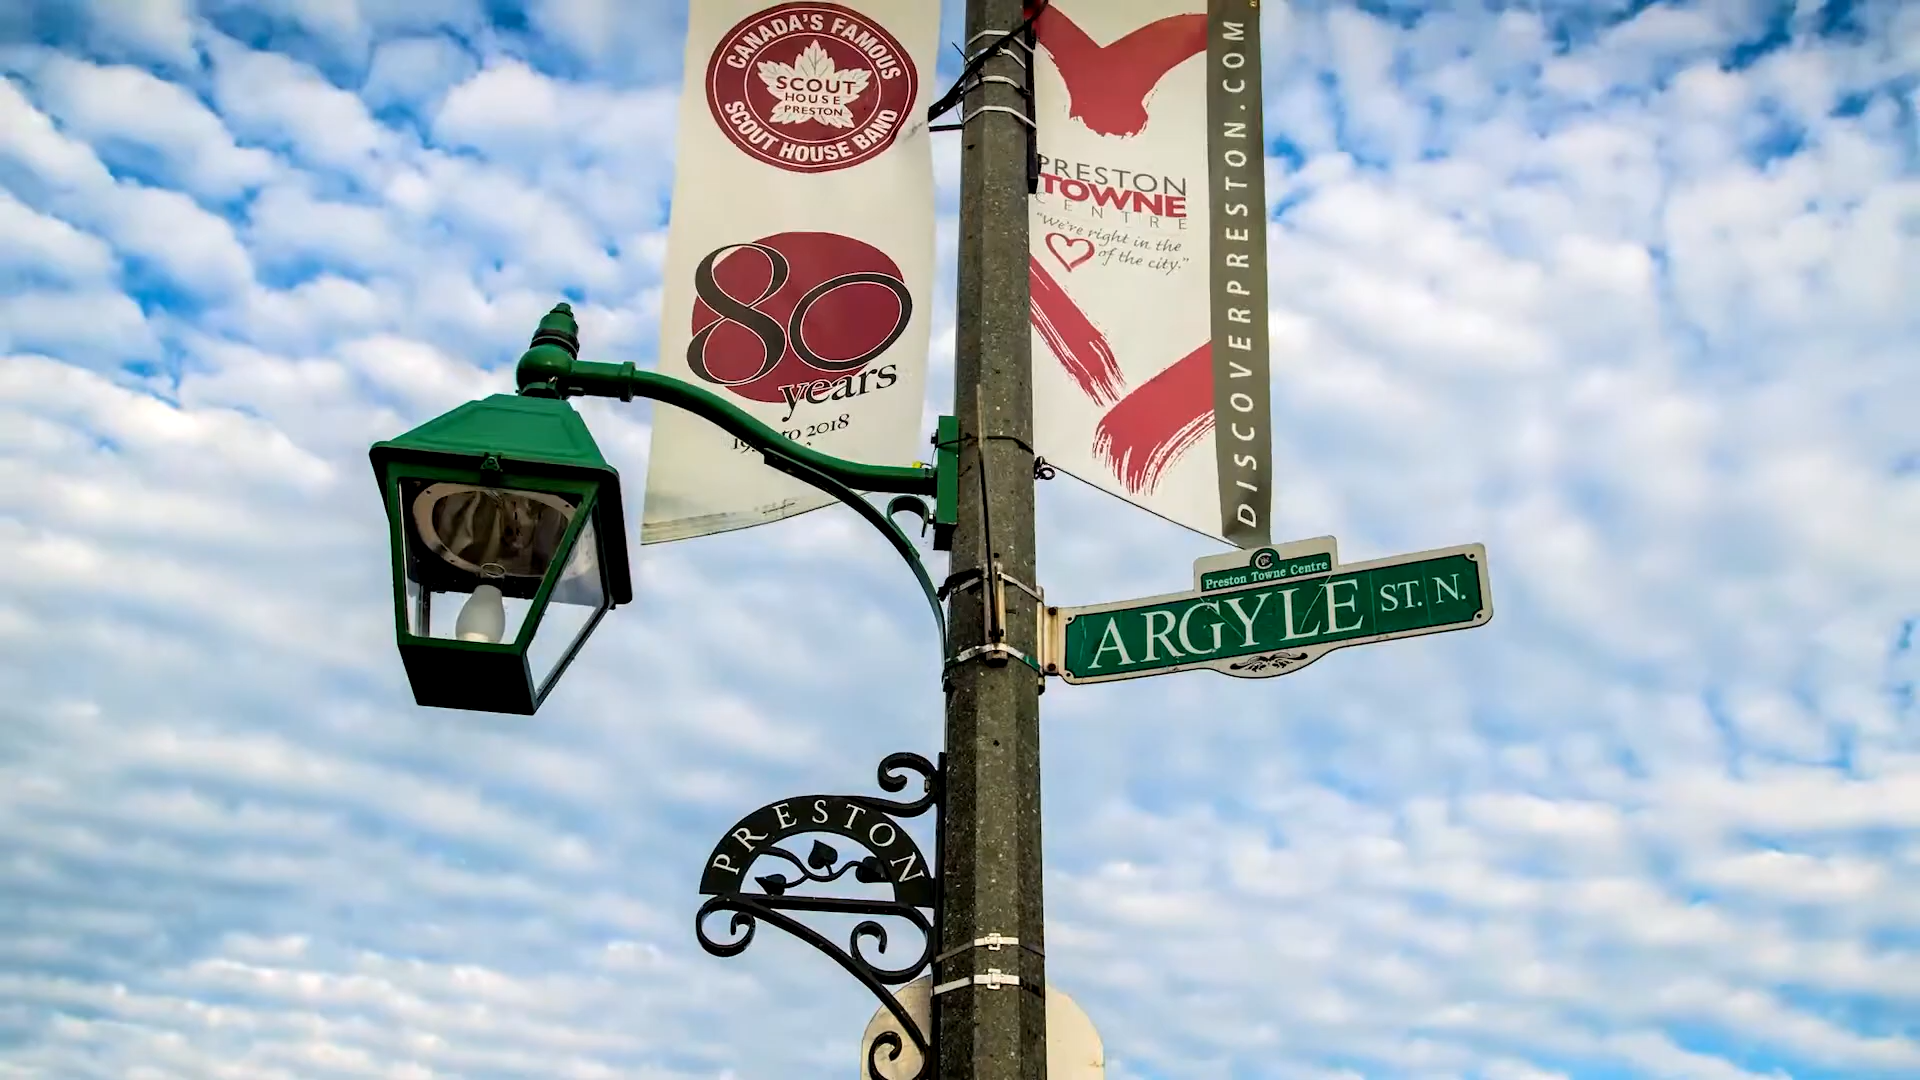 CANADA'S FAMOUS
SCOUT
HOUSE
PRESTON
SCOUT HOUSE BAND
80
years
to 2018
PRESTON
TOWNE
CENTRE
"We're right in the
of the city."
DISCOVERPRESTON.COM
Preston Towne Centre
ARGYLE ST. N.
PRESTON